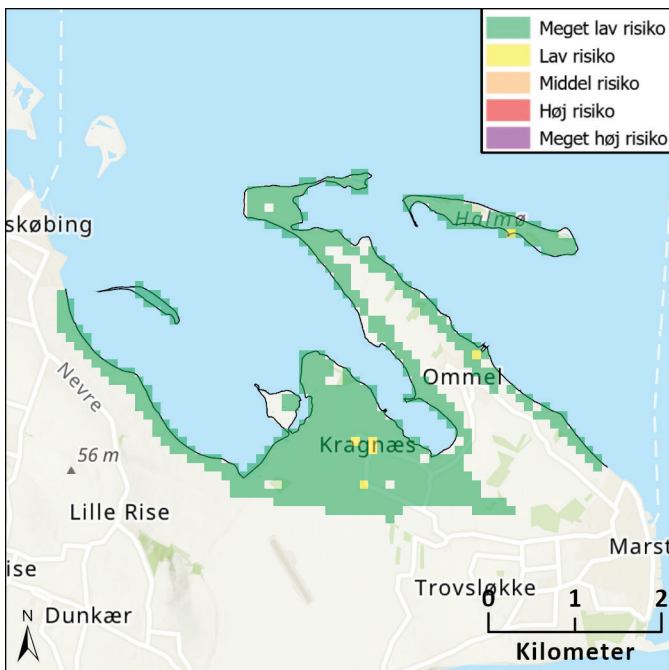 Meget lav risiko
Lav risiko
Middel risiko
Høj risiko
Meget høj risiko
skøbing
Halmø
Nevre
Ommel
Kragnæs
56 m
Lille Rise
Marst
ise
Trovsløkke
Dunkær
N
0 1 2
Kilometer